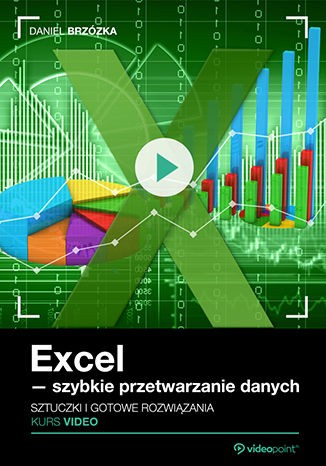 DANIEL BRZÓZKA
Excel
— szybkie przetwarzanie danych
SZTUCZKI I GOTOWE ROZWIĄZANIA
KURS VIDEO
videopoint